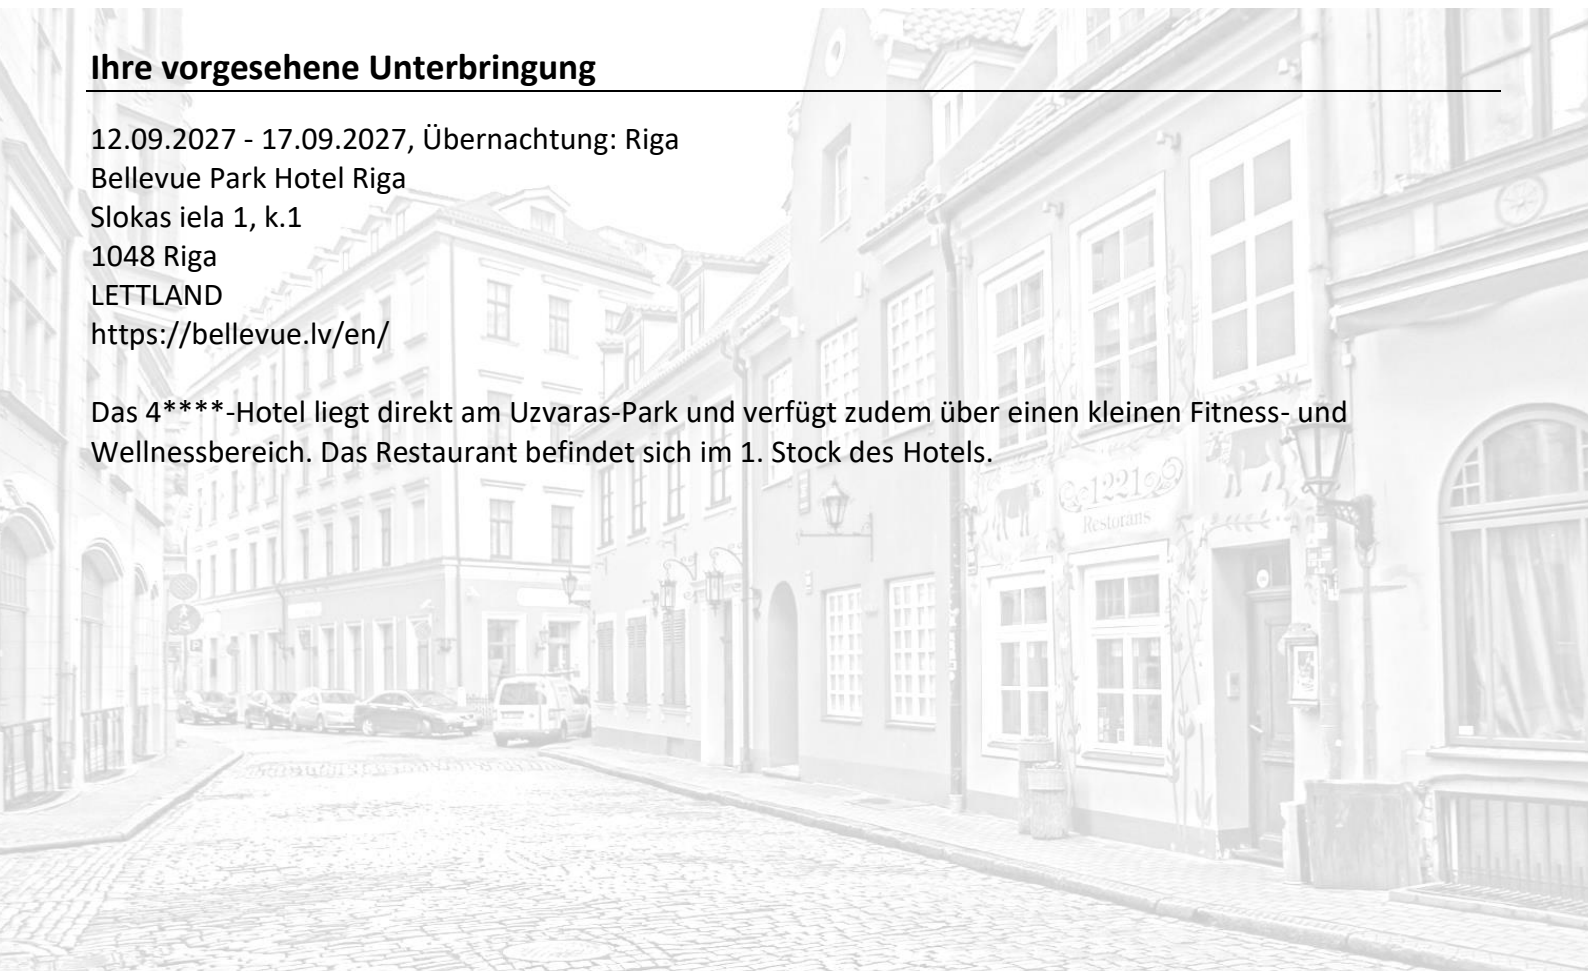 Ihre vorgesehene Unterbringung
12.09.2027 - 17.09.2027, Übernachtung: Riga
Bellevue Park Hotel Riga
Slokas iela 1, k.1
1048 Riga
LETTLAND
https://bellevue.lv/en/
Das 4****-Hotel liegt direkt am Uzvaras-Park und verfügt zudem über einen kleinen Fitness- und
Wellnessbereich. Das Restaurant befindet sich im 1. Stock des Hotels.
1221
Restorāns